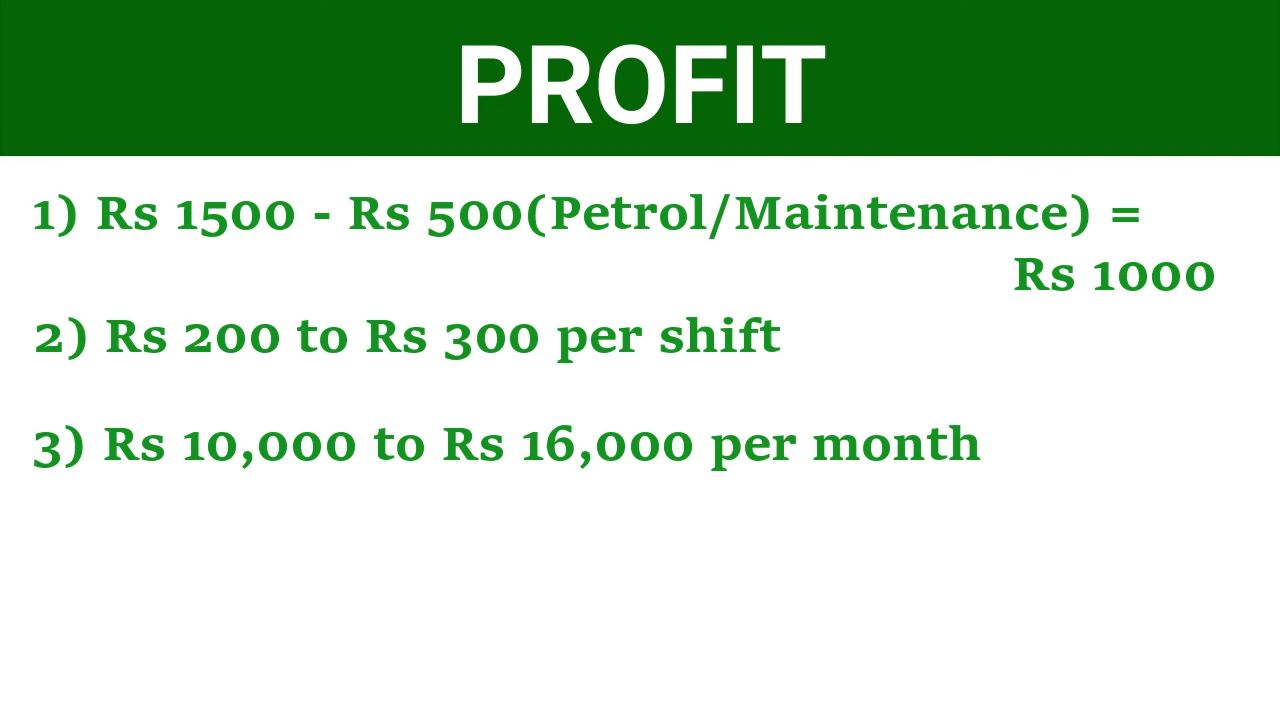 PROFIT
1) Rs 1500 - Rs 500(Petrol/Maintenance) =
Rs 1000
2) Rs 200 to Rs 300 per shift
3) Rs 10,000 to Rs 16,000 per month